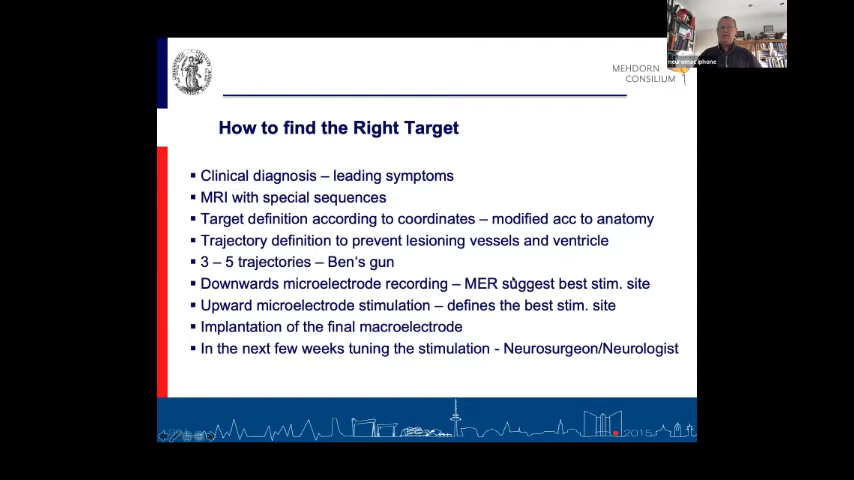 MEHDORN
CONSILIUM
How to find the Right Target
▪ Clinical diagnosis – leading symptoms
▪ MRI with special sequences
▪ Target definition according to coordinates – modified acc to anatomy
▪ Trajectory definition to prevent lesioning vessels and ventricle
▪ 3 – 5 trajectories – Ben‘s gun
▪ Downwards microelectrode recording – MER suggest best stim. site
▪ Upward microelectrode stimulation – defines the best stim. site
▪ Implantation of the final macroelectrode
▪ In the next few weeks tuning the stimulation - Neurosurgeon/Neurologist
2015